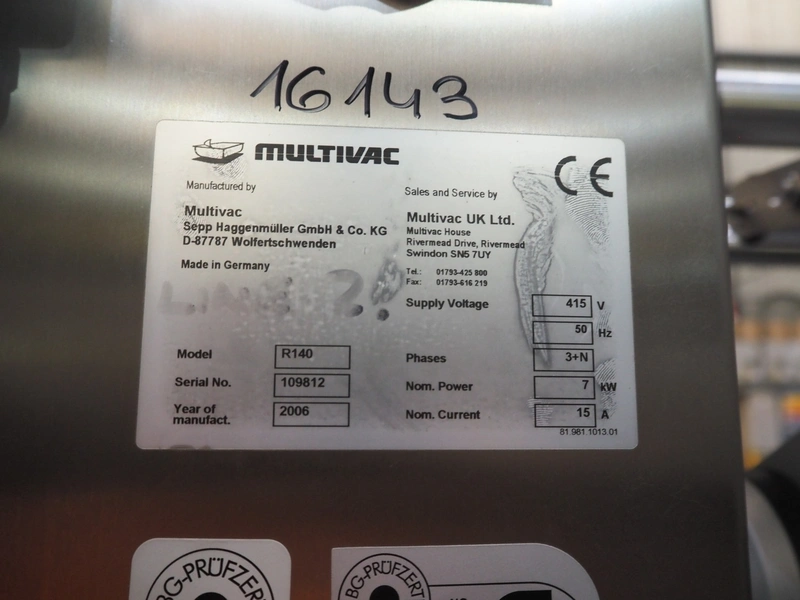 16143
MULTIVAC
CE
Manufactured by
Multivac
Sepp Haggenmüller GmbH & Co. KG
D-87787 Wolfertschwenden
Made in Germany
Sales and Service by
Multivac UK Ltd.
Multivac House
Rivermead Drive, Rivermead
Swindon SN5 7UY
Tel.: 01793-425 800
Fax: 01793-616 219
LINE 2.
Supply Voltage 415 V
50 Hz
Model R140
Phases 3+N
Serial No. 109812
Nom. Power 7 kW
Year of
manufact. 2006
Nom. Current 15 A
81.981.1013.01
BG-PRÜFZERT
BG-PRÜFZERT